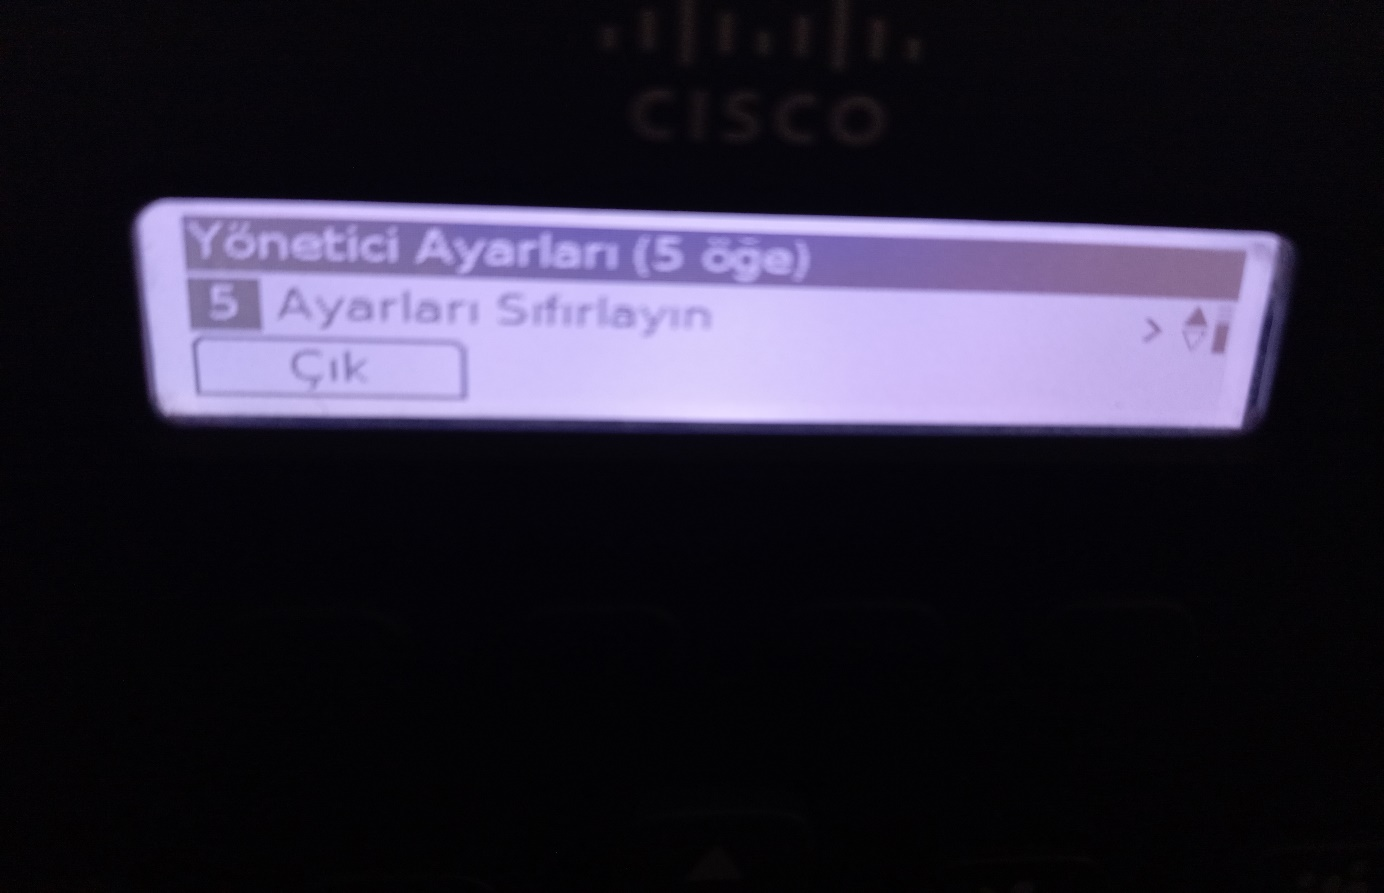 CISCO
Yönetici Ayarları (5 öğe)
5 Ayarları Sıfırlayın >
Çık